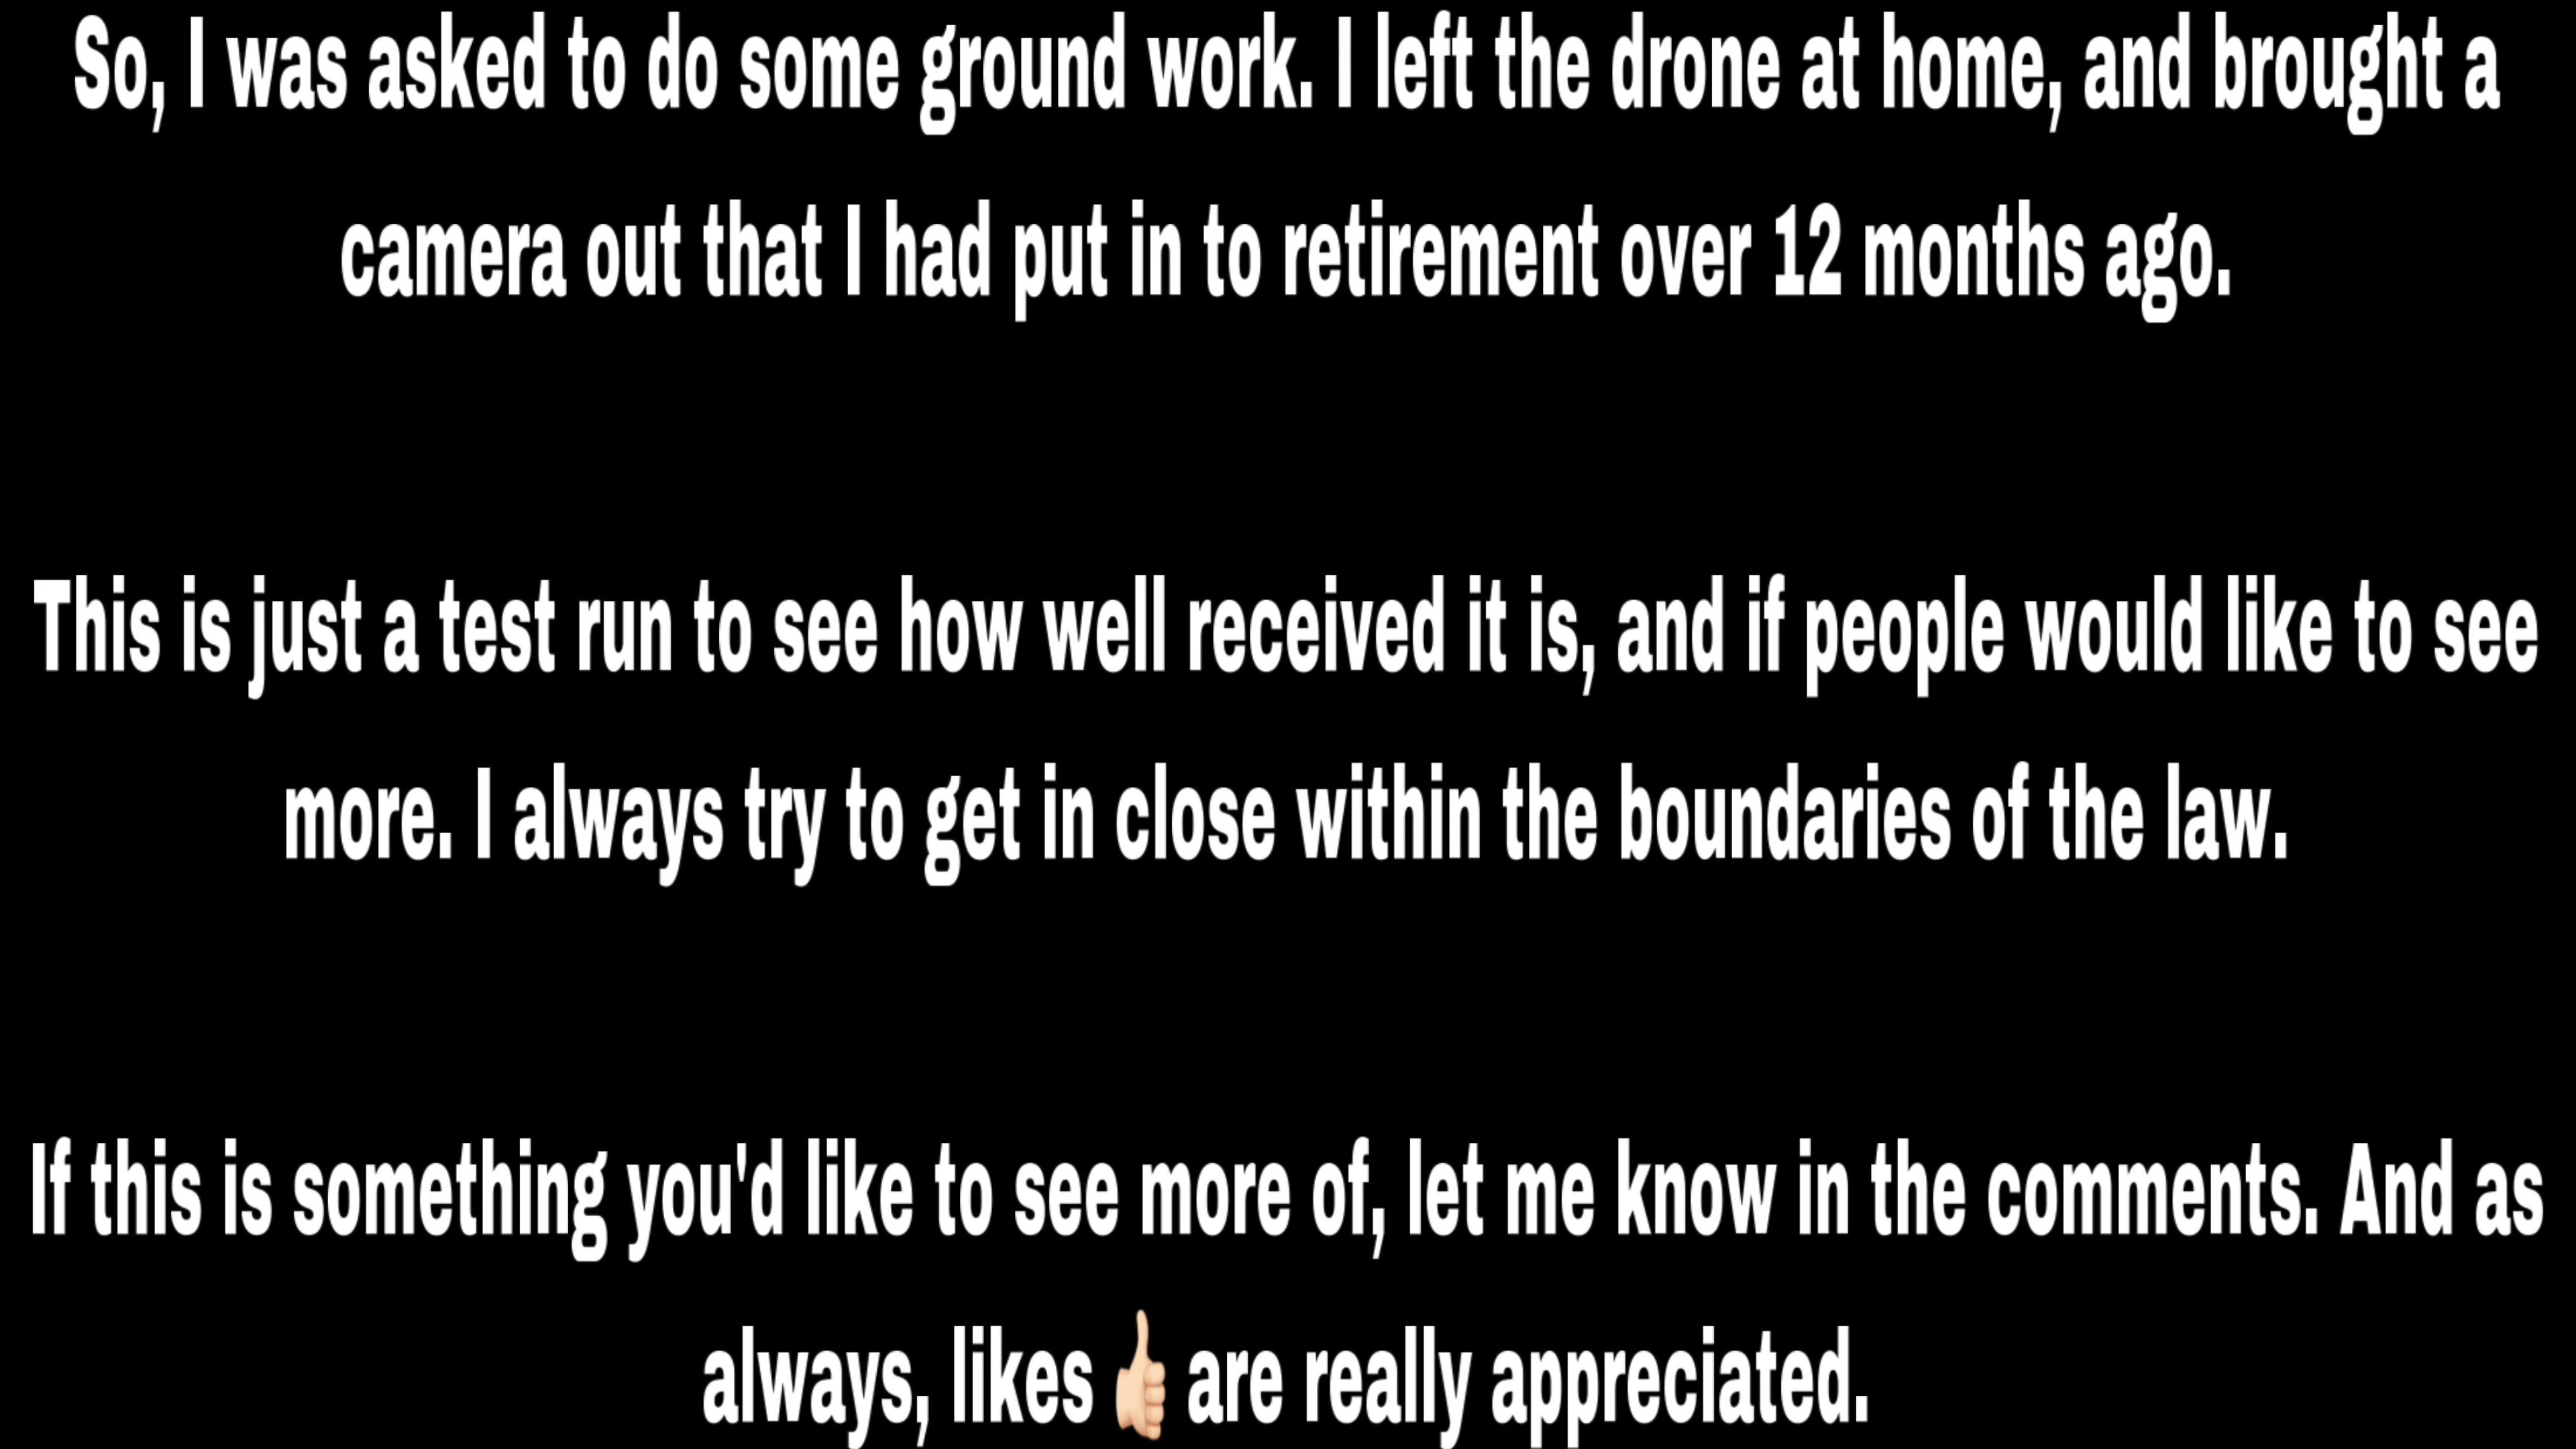 So, I was asked to do some ground work. I left the drone at home, and brought a
camera out that I had put in to retirement over 12 months ago.
This is just a test run to see how well received it is, and if people would like to see
more. I always try to get in close within the boundaries of the law.
If this is something you'd like to see more of, let me know in the comments. And as
always, likes 👍🏻 are really appreciated.